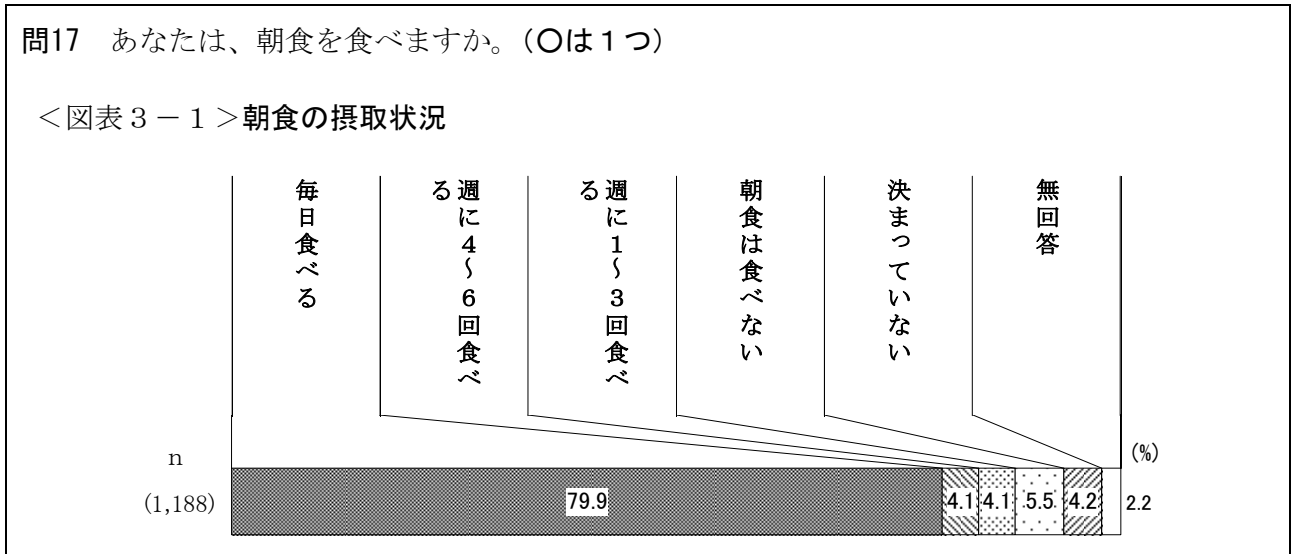 問17　あなたは、朝食を食べますか。（〇は１つ）
＜図表３－１＞朝食の摂取状況
毎日食べる
週に４～６回食べ
る
週に１～３回食べ
る
朝食は食べない
決まっていない
無回答
(%)
n
(1,188)
79.9
4.1
4.1
5.5
4.2
2.2